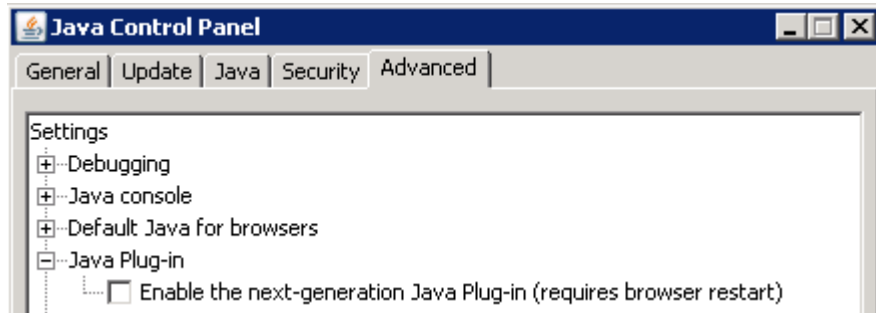 Java Control Panel
General Update Java Security Advanced
Settings
Debugging
Java console
Default Java for browsers
Java Plug-in
Enable the next-generation Java Plug-in (requires browser restart)